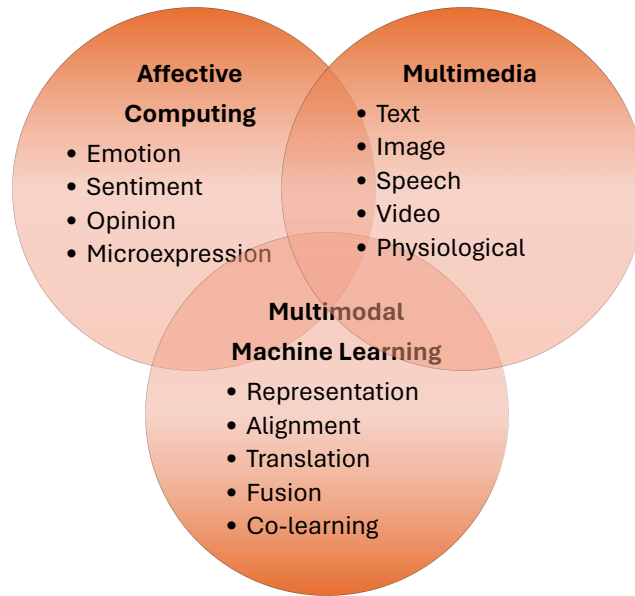 Affective
Computing
• Emotion
• Sentiment
• Opinion
• Microexpression
Multimedia
• Text
• Image
• Speech
• Video
• Physiological
Multimodal
Machine Learning
• Representation
• Alignment
• Translation
• Fusion
• Co-learning